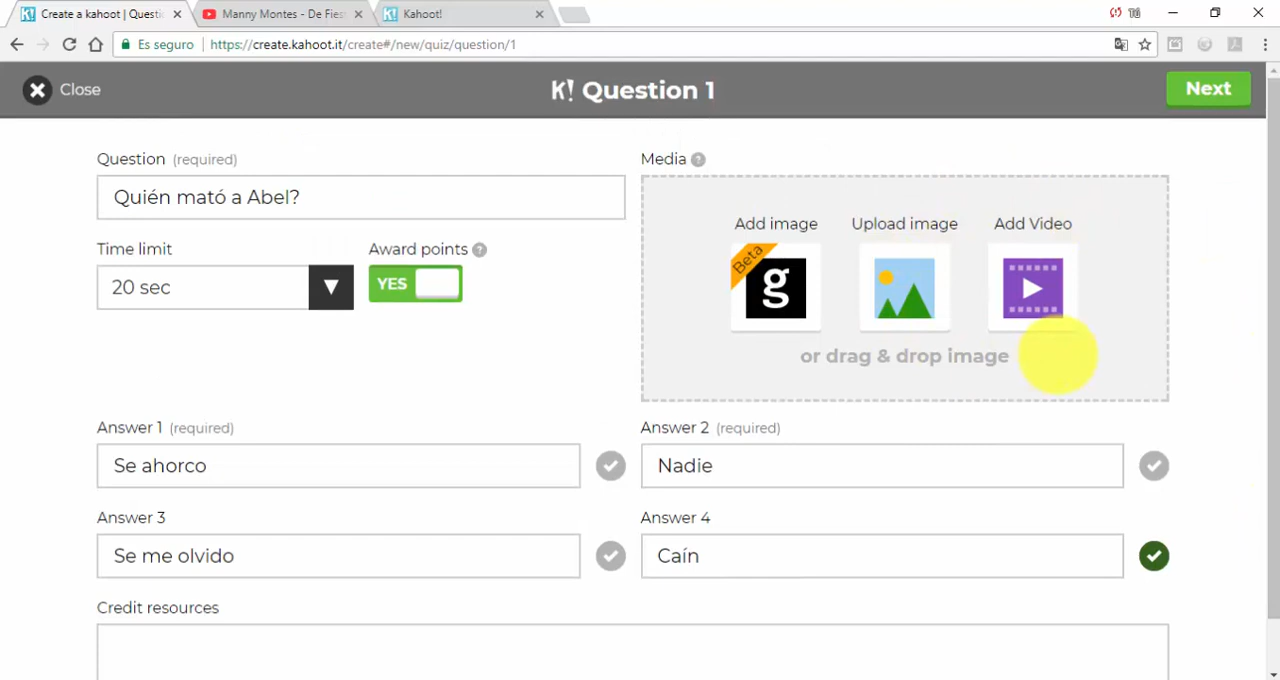 Create a kahoot | Questi
Manny Montes - De Fies
Kahoot!
Es seguro
https://create.kahoot.it/create#/new/quiz/question/1
Close
K! Question 1
Next
Question (required)
Quién mató a Abel?
Time limit
20 sec
Award points ?
YES
Media ?
Add image
Upload image
Add Video
Beta
g
or drag & drop image
Answer 1 (required)
Se ahorco
Answer 2 (required)
Nadie
Answer 3
Se me olvido
Answer 4
Caín
Credit resources